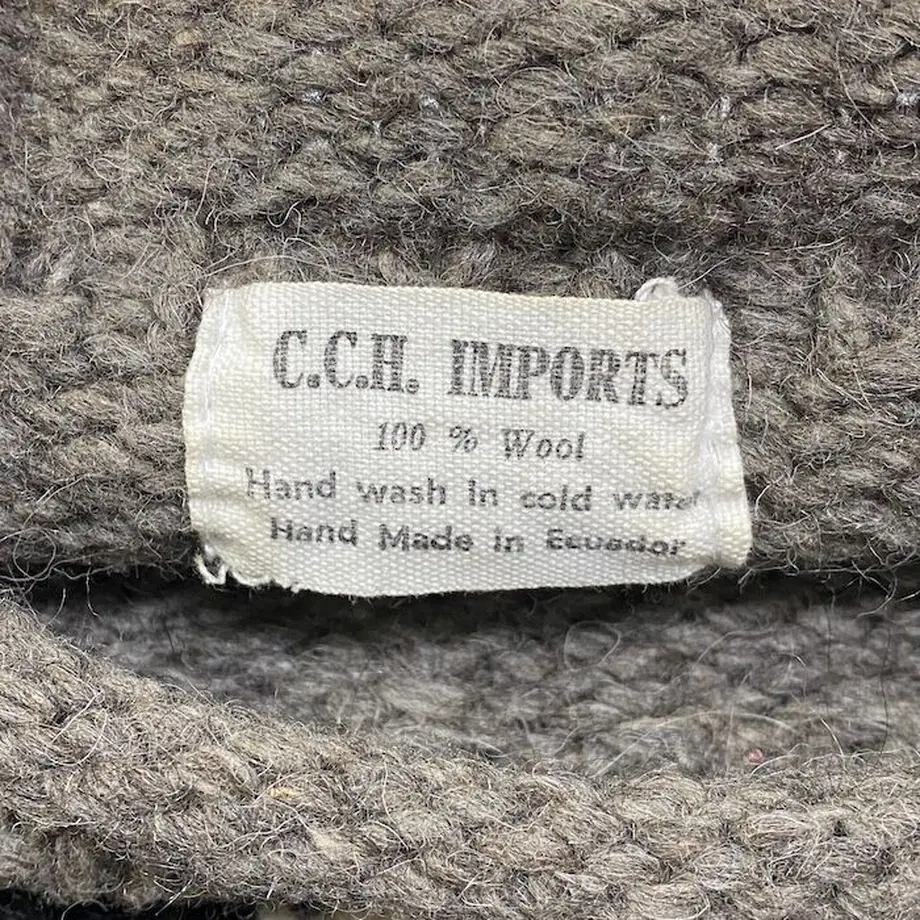 C.C.H. IMPORTS
100 % Wool
Hand wash in cold water
Hand Made in Ecuador